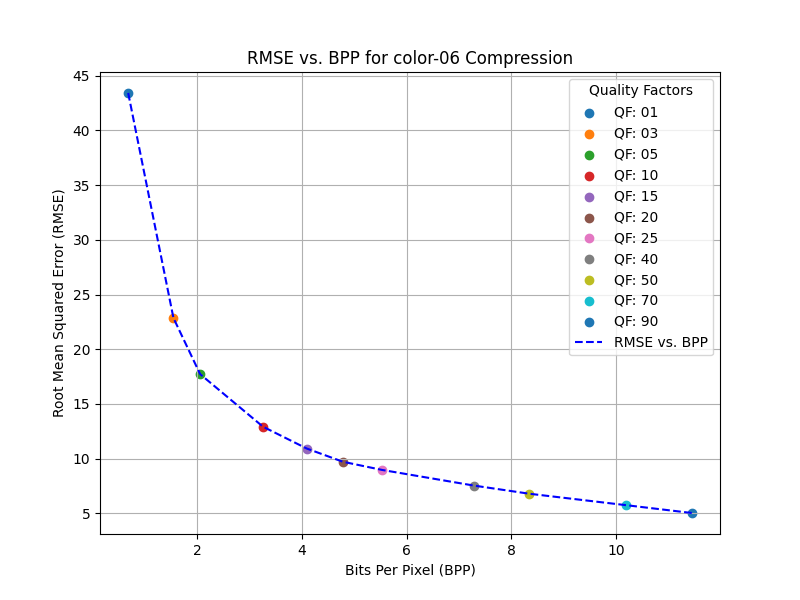 RMSE vs. BPP for color-06 Compression
Root Mean Squared Error (RMSE)
45
40
35
30
25
20
15
10
5
Quality Factors
QF: 01
QF: 03
QF: 05
QF: 10
QF: 15
QF: 20
QF: 25
QF: 40
QF: 50
QF: 70
QF: 90
RMSE vs. BPP
2 4 6 8 10
Bits Per Pixel (BPP)